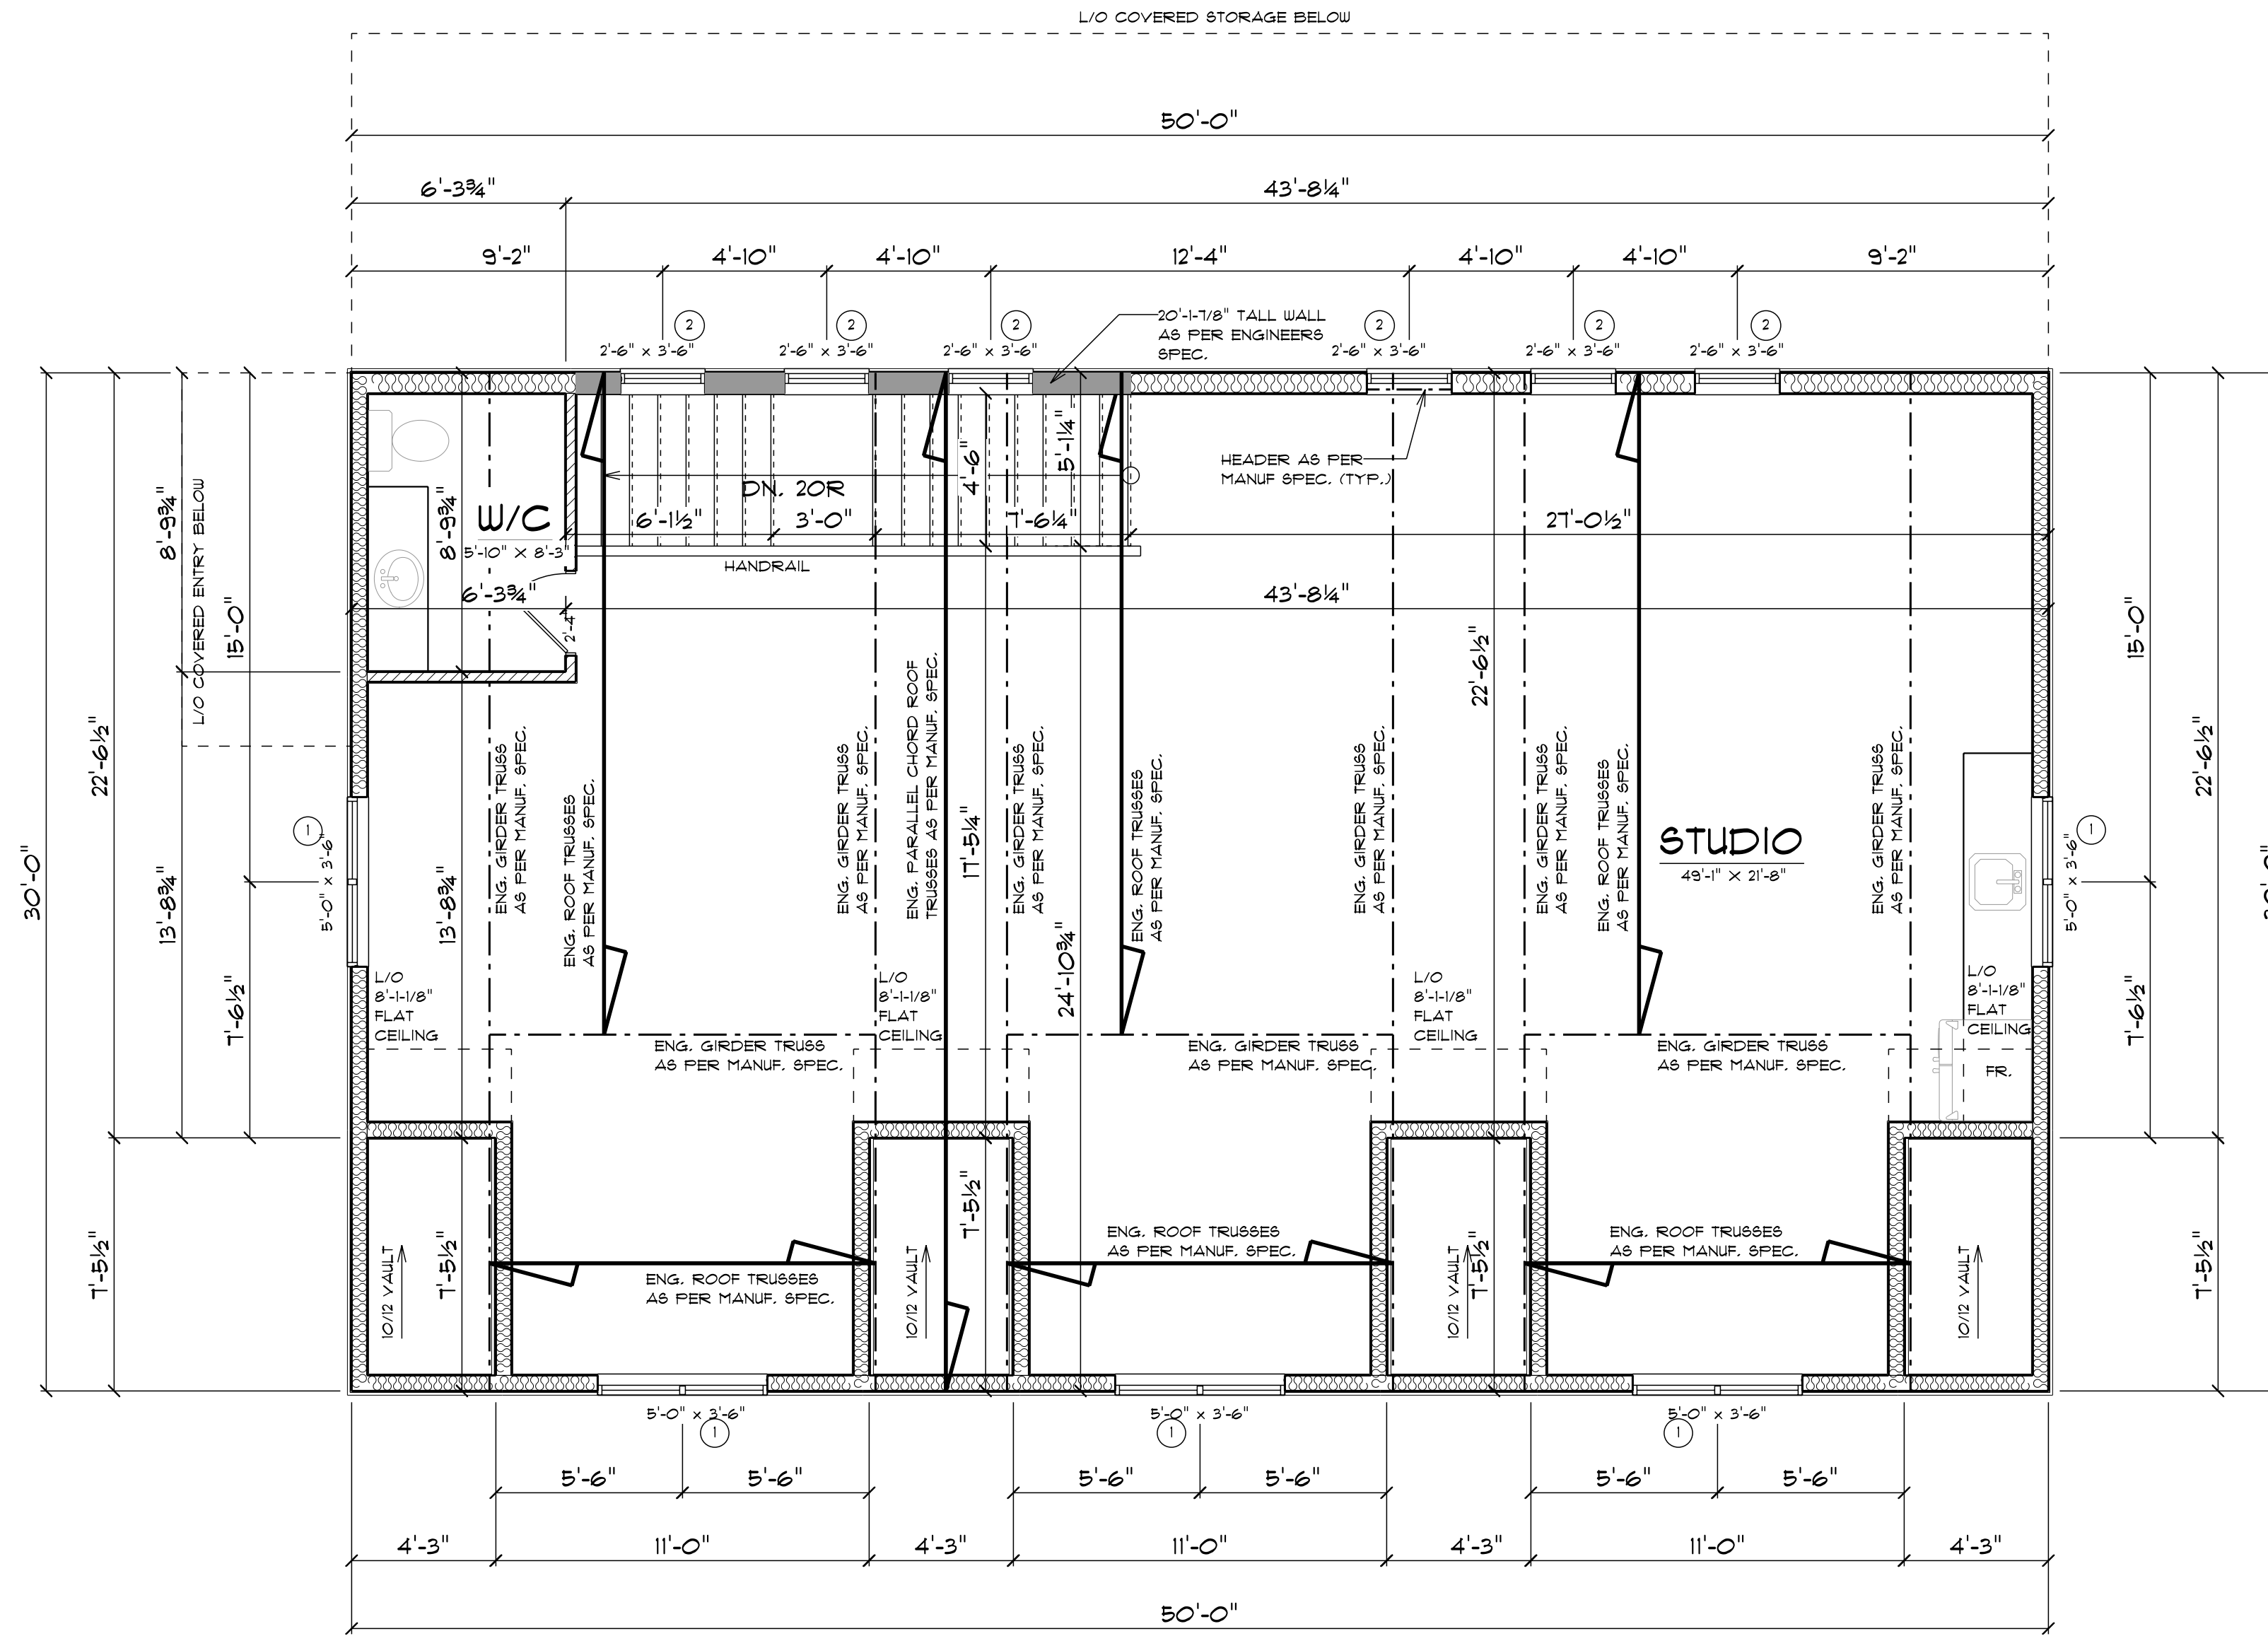 L/O COVERED STORAGE BELOW
50'-0"
6'-3¾"
43'-8¼"
9'-2"
4'-10"
4'-10"
12'-4"
4'-10"
4'-10"
9'-2"
2
2
2
2
2
2
2'-6" x 3'-6"
2'-6" x 3'-6"
2'-6" x 3'-6"
2'-6" x 3'-6"
2'-6" x 3'-6"
2'-6" x 3'-6"
20'-1-7/8" TALL WALL
AS PER ENGINEERS
SPEC.
HEADER AS PER
MANUF SPEC. (TYP.)
30'-0"
22'-6½"
7'-5½"
8'-9¾"
13'-8¾"
L/O COVERED ENTRY BELOW
15'-0"
7'-6½"
1
5'-0" x 3'-6"
8'-9¾"
W/C
5'-10" X 8'-3"
6'-3¾"
2'-4"
DN. 20R
6'-1½"
3'-0"
4'-6"
5'-1¼"
7'-6¼"
27'-0½"
HANDRAIL
43'-8¼"
22'-6½"
13'-8¾"
ENG. GIRDER TRUSS
AS PER MANUF. SPEC.
ENG. ROOF TRUSSES
AS PER MANUF. SPEC.
ENG. GIRDER TRUSS
AS PER MANUF. SPEC.
ENG. PARALLEL CHORD ROOF
TRUSSES AS PER MANUF. SPEC.
17'-5¼"
ENG. GIRDER TRUSS
AS PER MANUF. SPEC.
24'-10¾"
ENG. ROOF TRUSSES
AS PER MANUF. SPEC.
ENG. GIRDER TRUSS
AS PER MANUF. SPEC.
ENG. GIRDER TRUSS
AS PER MANUF. SPEC.
ENG. ROOF TRUSSES
AS PER MANUF. SPEC.
STUDIO
49'-1" X 21'-8"
ENG. GIRDER TRUSS
AS PER MANUF. SPEC.
1
5'-0" x 3'-6"
15'-0"
7'-6½"
22'-6½"
7'-5½"
L/O
8'-1-1/8"
FLAT
CEILING
L/O
8'-1-1/8"
FLAT
CEILING
L/O
8'-1-1/8"
FLAT
CEILING
L/O
8'-1-1/8"
FLAT
CEILING
FR.
ENG. GIRDER TRUSS
AS PER MANUF. SPEC.
ENG. GIRDER TRUSS
AS PER MANUF. SPEC.
ENG. GIRDER TRUSS
AS PER MANUF. SPEC.
10/12 VAULT
7'-5½"
ENG. ROOF TRUSSES
AS PER MANUF. SPEC.
10/12 VAULT
7'-5½"
ENG. ROOF TRUSSES
AS PER MANUF. SPEC.
10/12 VAULT
7'-5½"
ENG. ROOF TRUSSES
AS PER MANUF. SPEC.
10/12 VAULT
5'-0" x 3'-6"
1
5'-0" x 3'-6"
1
5'-0" x 3'-6"
1
5'-6"
5'-6"
5'-6"
5'-6"
5'-6"
5'-6"
4'-3"
11'-0"
4'-3"
11'-0"
4'-3"
11'-0"
4'-3"
50'-0"